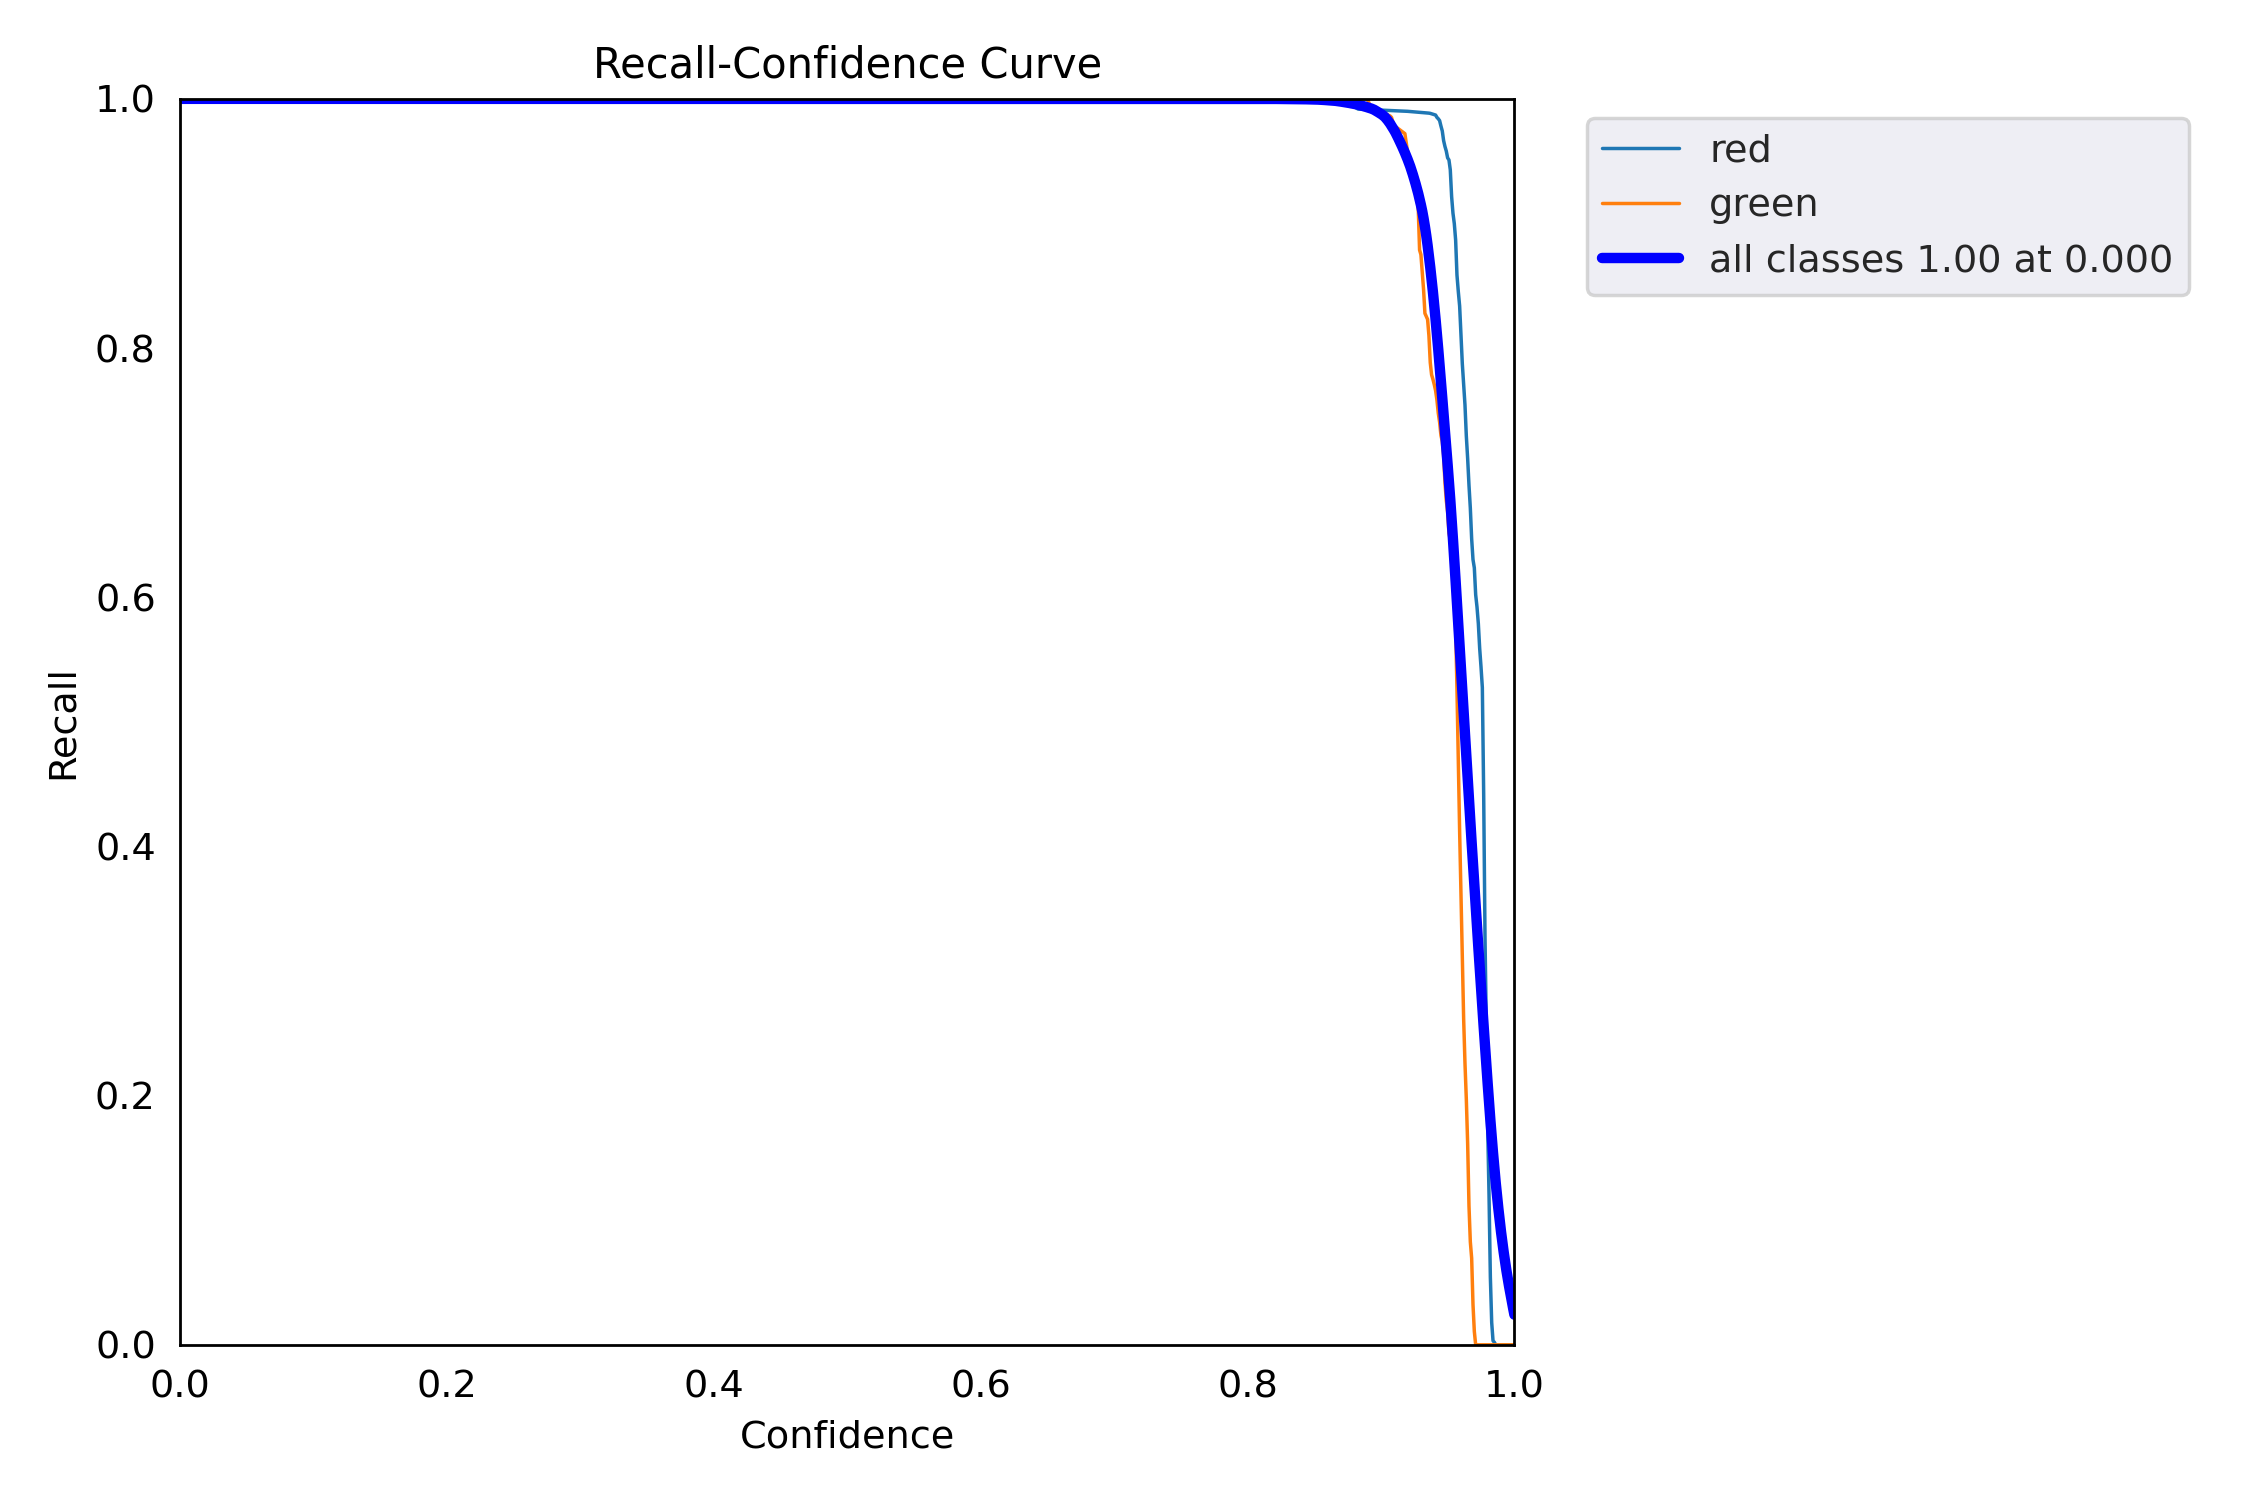 Recall-Confidence Curve
1.0
0.8
0.6
0.4
0.2
0.0
Recall
0.0 0.2 0.4 0.6 0.8 1.0
Confidence
red
green
all classes 1.00 at 0.000